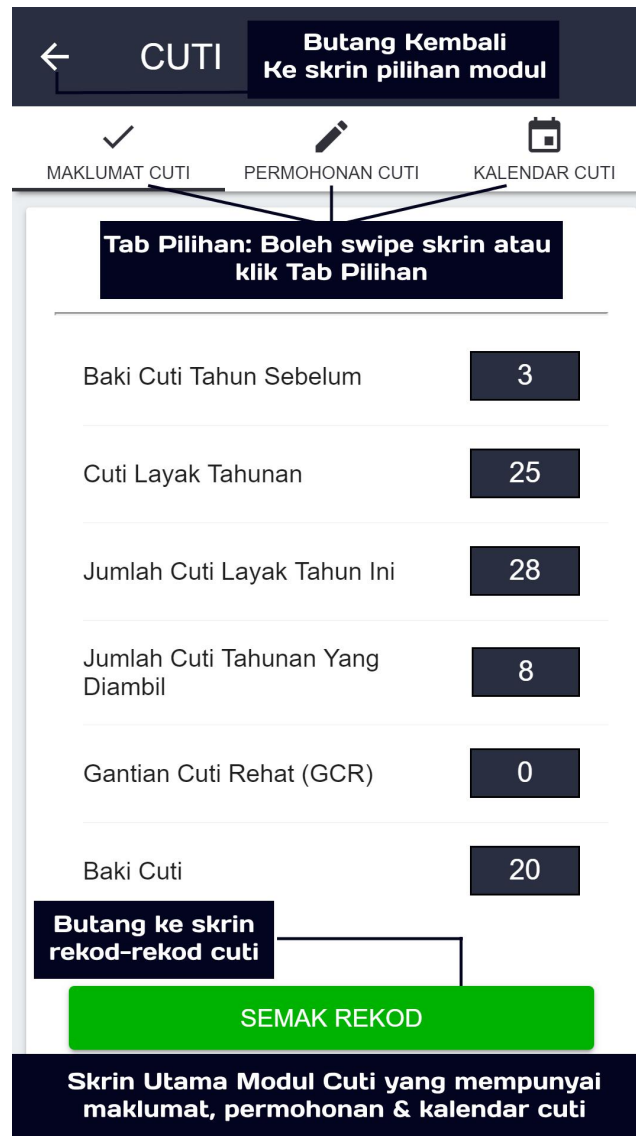 CUTI
Butang Kembali
Ke skrin pilihan modul
MAKLUMAT CUTI
PERMOHONAN CUTI
KALENDAR CUTI
Tab Pilihan: Boleh swipe skrin atau
klik Tab Pilihan
Baki Cuti Tahun Sebelum
3
Cuti Layak Tahunan
25
Jumlah Cuti Layak Tahun Ini
28
Jumlah Cuti Tahunan Yang
Diambil
8
Gantian Cuti Rehat (GCR)
0
Baki Cuti
20
Butang ke skrin
rekod-rekod cuti
SEMAK REKOD
Skrin Utama Modul Cuti yang mempunyai
maklumat, permohonan & kalendar cuti